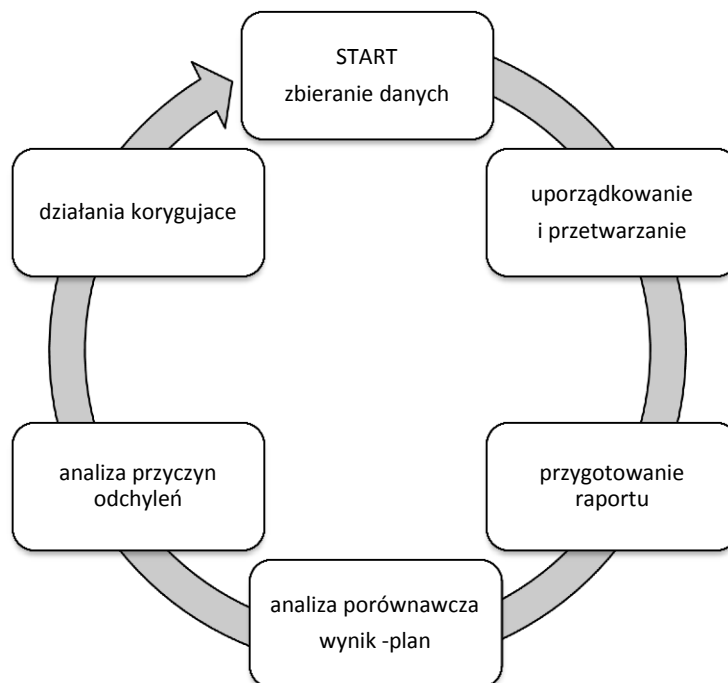 START
zbieranie danych
uporządkowanie
i przetwarzanie
przygotowanie
raportu
analiza porównawcza
wynik -plan
analiza przyczyn
odchyleń
działania korygujace